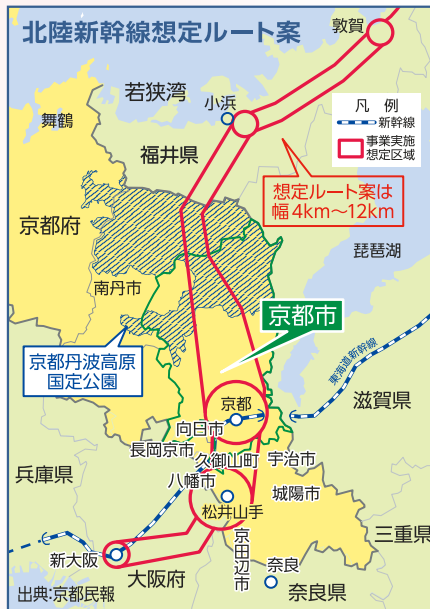 北陸新幹線想定ルート案
敦賀
若狭湾
小浜
舞鶴
凡 例
新幹線
事業実施
想定区域
福井県
想定ルート案は
幅4km〜12km
京都府
琵琶湖
南丹市
京都市
京都丹波高原
国定公園
東海道新幹線
滋賀県
京都
向日市
長岡京市
久御山町
宇治市
兵庫県
八幡市
城陽市
松井山手
三重県
新大阪
京田辺市
大阪府
奈良
奈良県
出典:京都民報